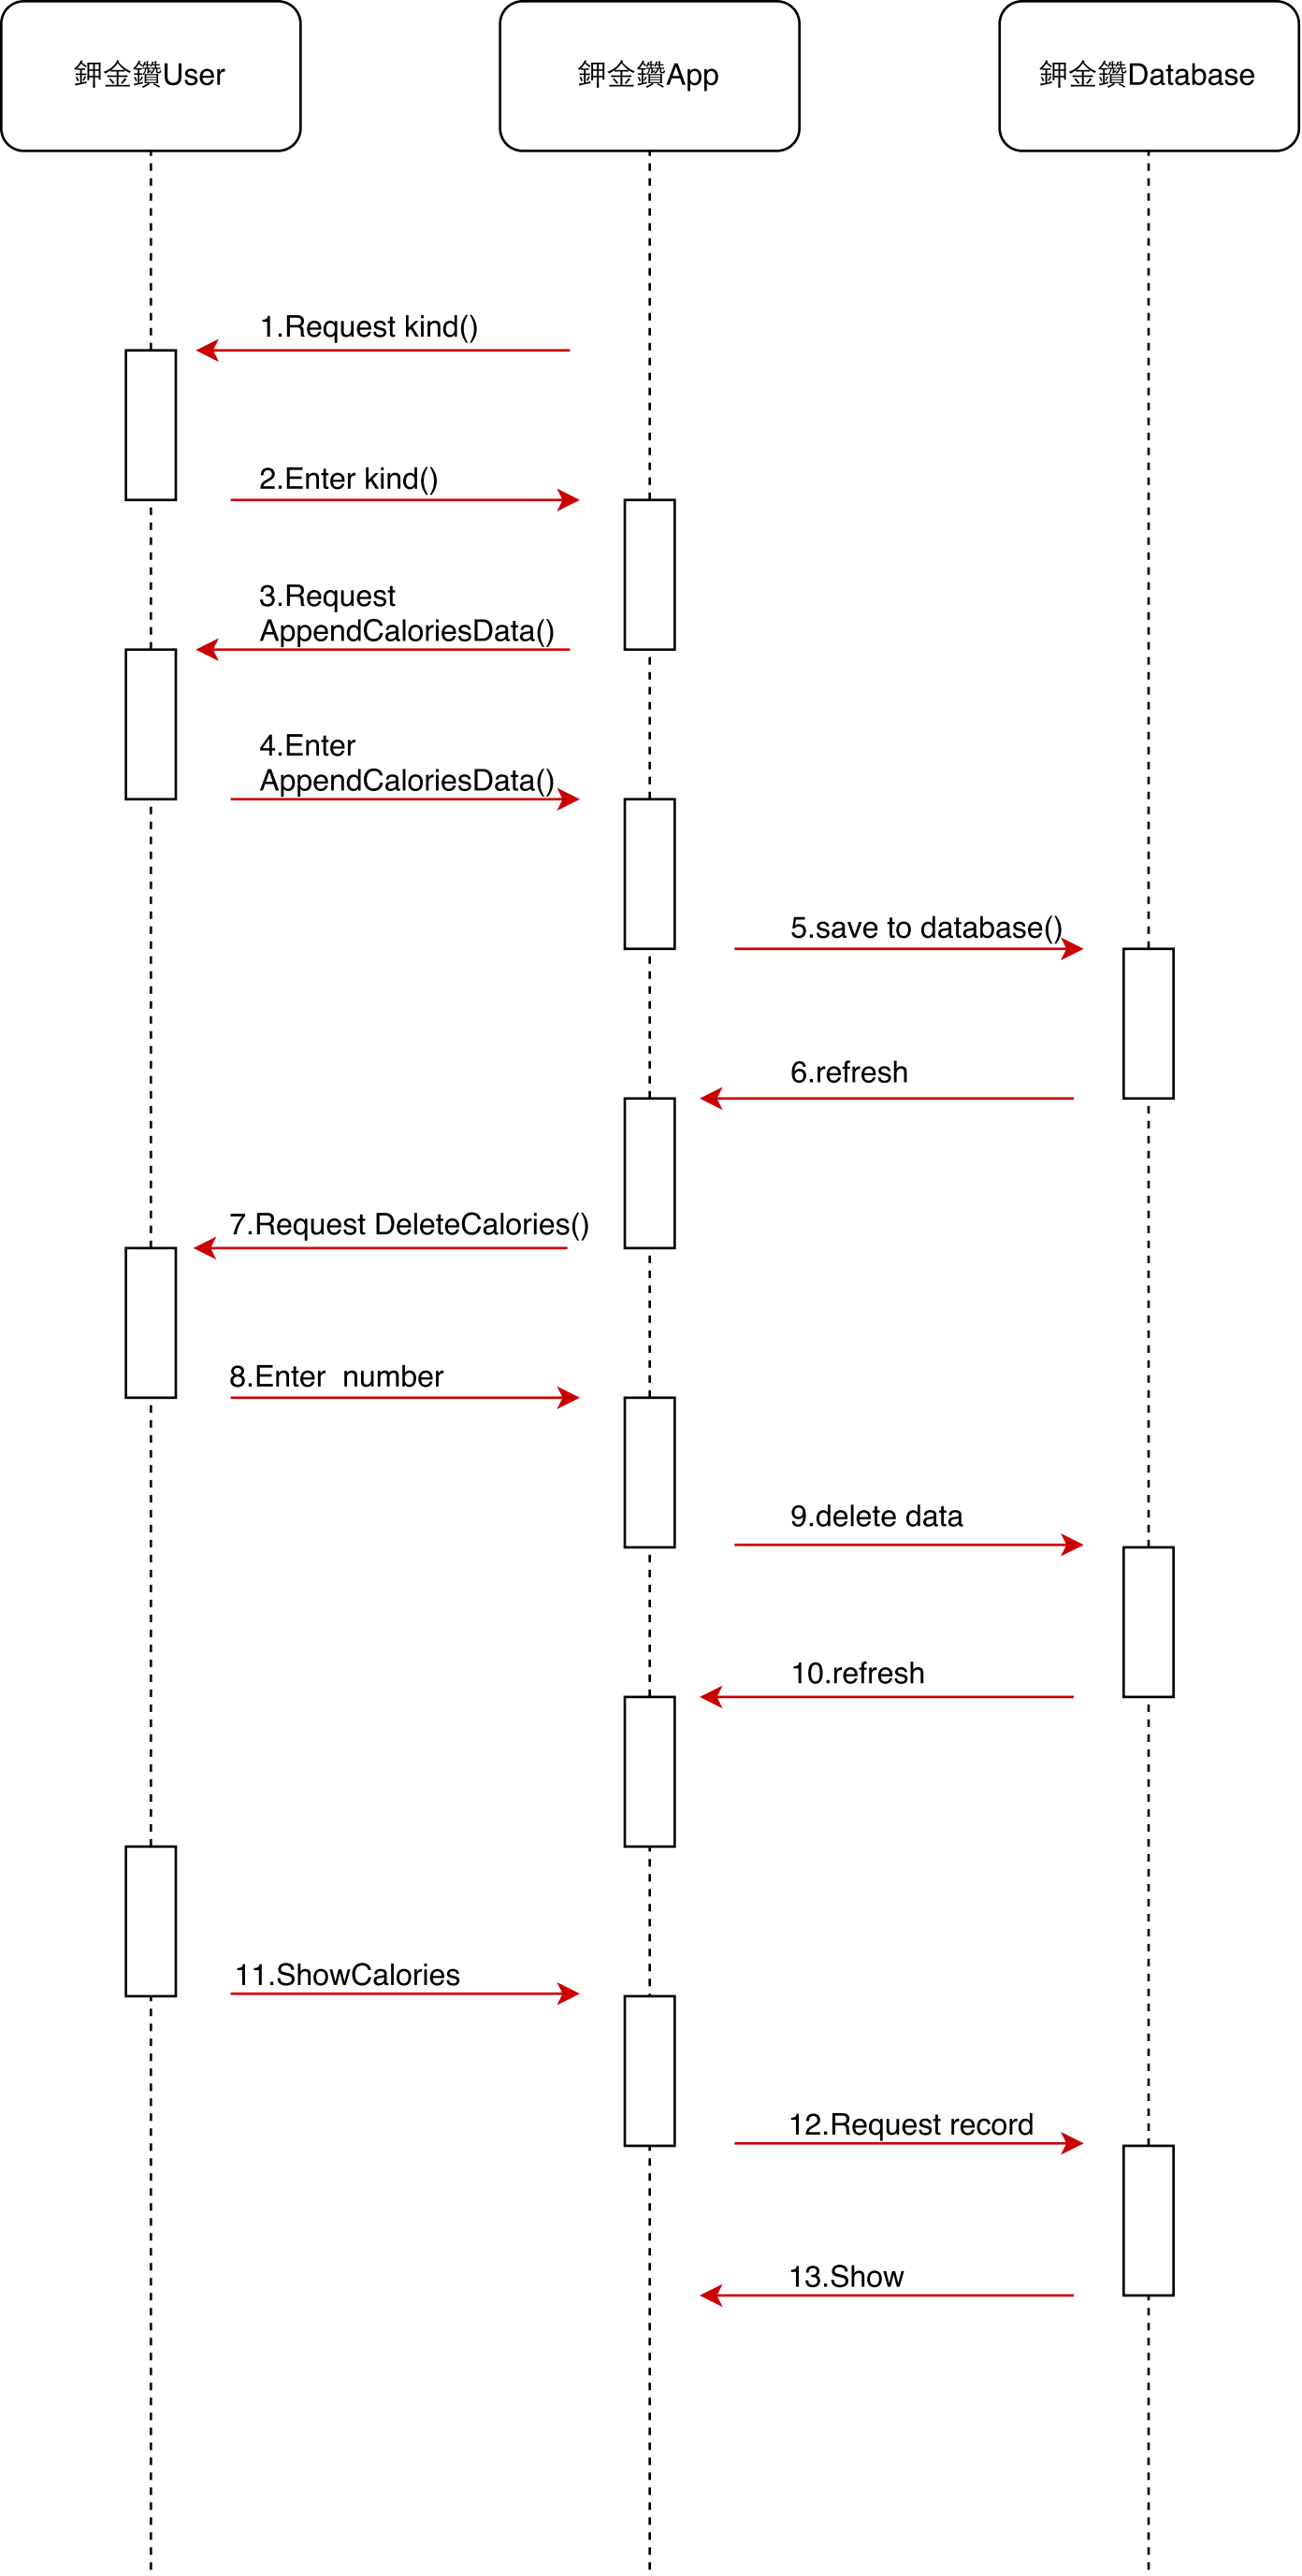 鉀金鑽User
鉀金鑽App
鉀金鑽Database
1.Request kind()
2.Enter kind()
3.Request
AppendCaloriesData()
4.Enter
AppendCaloriesData()
5.save to database()
6.refresh
7.Request DeleteCalories()
8.Enter  number
9.delete data
10.refresh
11.ShowCalories
12.Request record
13.Show